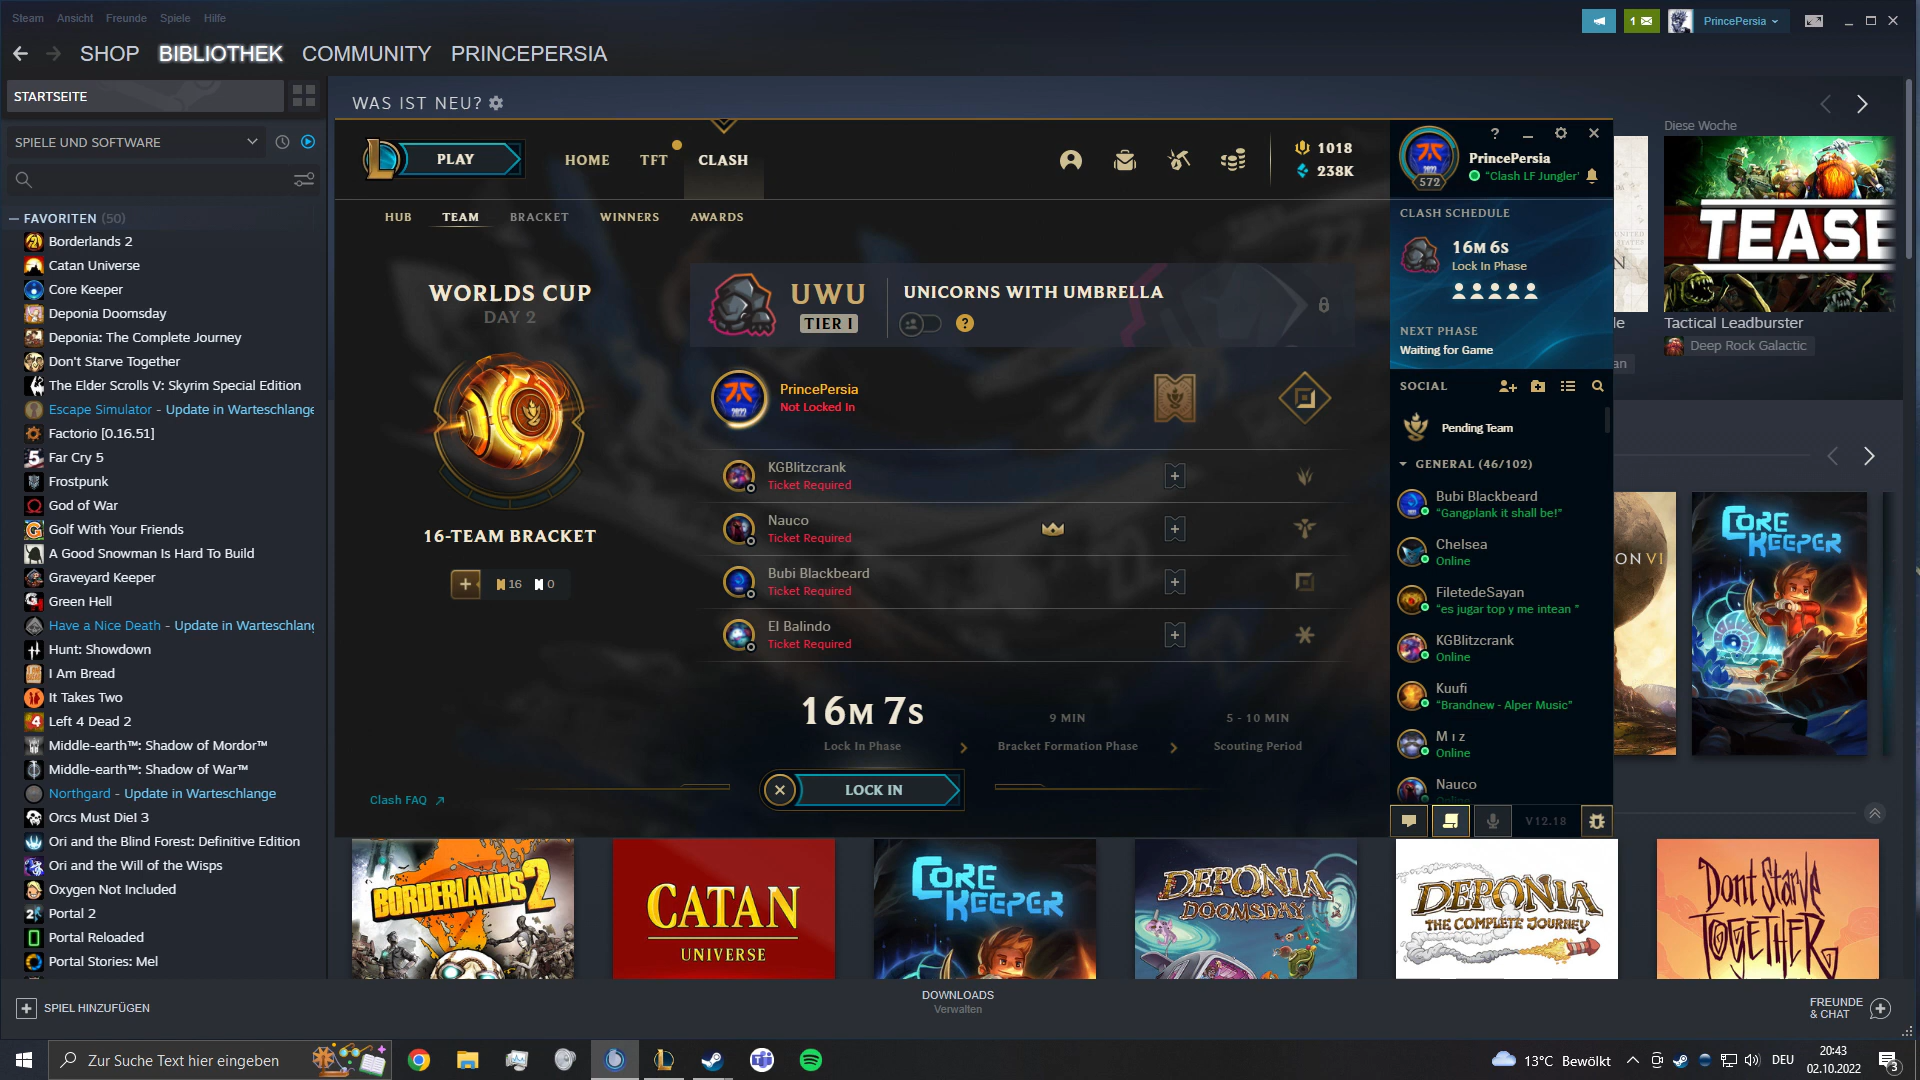 Steam Ansicht Freunde Spiele Hilfe
1 PrincePersia
SHOP BIBLIOTHEK COMMUNITY PRINCEPERSIA
STARTSEITE
SPIELE UND SOFTWARE
FAVORITEN (50)
Borderlands 2
Catan Universe
Core Keeper
Deponia Doomsday
Deponia: The Complete Journey
Don't Starve Together
The Elder Scrolls V: Skyrim Special Edition
Escape Simulator - Update in Warteschlange
Factorio [0.16.51]
Far Cry 5
Frostpunk
God of War
Golf With Your Friends
A Good Snowman Is Hard To Build
Graveyard Keeper
Green Hell
Have a Nice Death - Update in Warteschlang
Hunt: Showdown
I Am Bread
It Takes Two
Left 4 Dead 2
Middle-earth™: Shadow of Mordor™
Middle-earth™: Shadow of War™
Northgard - Update in Warteschlange
Orcs Must Die! 3
Ori and the Blind Forest: Definitive Edition
Ori and the Will of the Wisps
Oxygen Not Included
Portal 2
Portal Reloaded
Portal Stories: Mel
WAS IST NEU?
PLAY HOME TFT CLASH
1018
238K
HUB TEAM BRACKET WINNERS AWARDS
WORLDS CUP
DAY 2
16-TEAM BRACKET
16 0
UWU
TIER I
UNICORNS WITH UMBRELLA
?
2022
PrincePersia
Not Locked In
KGBlitzcrank
Ticket Required
Nauco
Ticket Required
Bubi Blackbeard
Ticket Required
El Balindo
Ticket Required
16M 7S
Lock In Phase
9 MIN
Bracket Formation Phase
5 - 10 MIN
Scouting Period
LOCK IN
Clash FAQ
?
2022
572
PrincePersia
"Clash LF Jungler'
CLASH SCHEDULE
16M 6S
Lock In Phase
NEXT PHASE
Waiting for Game
SOCIAL
Pending Team
GENERAL (46/102)
Bubi Blackbeard
"Gangplank it shall be!"
Chelsea
Online
FiletedeSayan
"es jugar top y me intean "
KGBlitzcrank
Online
Kuufi
"Brandnew - Alper Music"
M ı z
Online
Nauco
V12.18
Diese Woche
TEASE
Tactical Leadburster
Deep Rock Galactic
le
an
N
ON VI
CORE KEEPER
BORDERLANDS 2
CATAN
UNIVERSE
CORE KEEPER
DEPONIA
DOOMSDAY
DEPONIA
THE COMPLETE JOURNEY
Dont Starve
TOGETHER
SPIEL HINZUFÜGEN
DOWNLOADS
Verwalten
FREUNDE
& CHAT
Zur Suche Text hier eingeben
13°C Bewölkt
DEU
20:43
02.10.2022
3